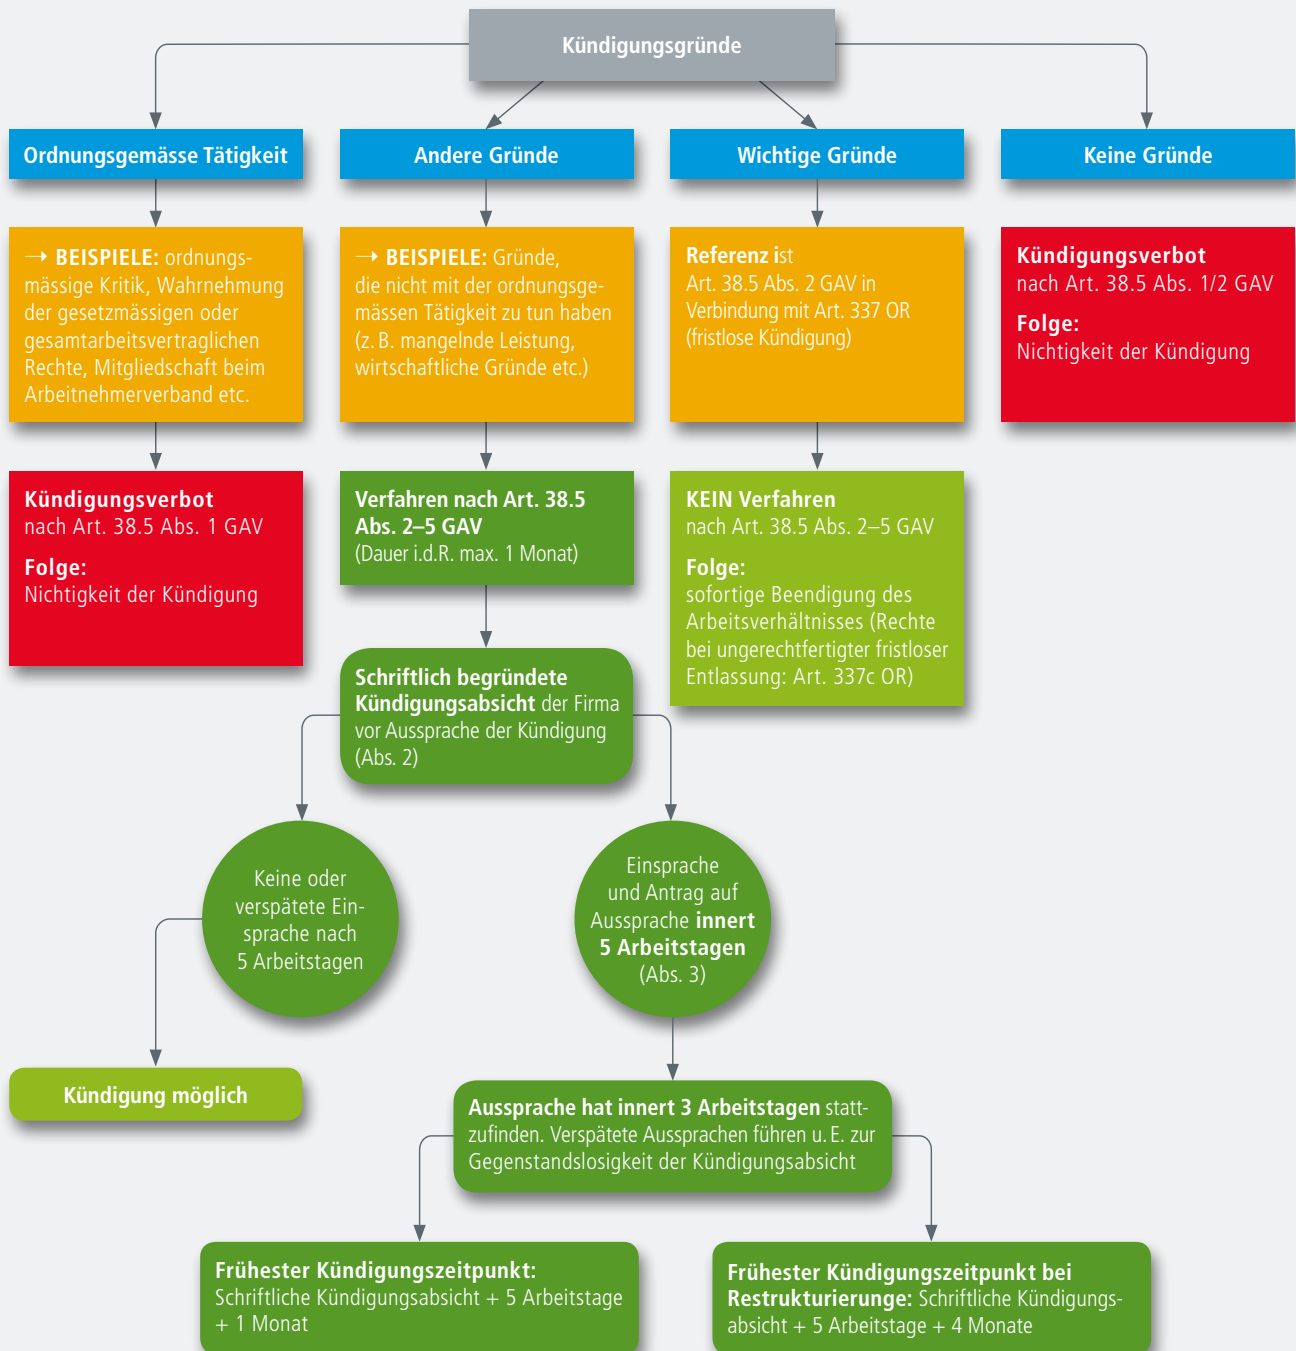 Kündigungsgründe
Ordnungsgemässe Tätigkeit
Andere Gründe
Wichtige Gründe
Keine Gründe
→ BEISPIELE: ordnungs-
mässige Kritik, Wahrnehmung
der gesetzmässigen oder
gesamtarbeitsvertraglichen
Rechte, Mitgliedschaft beim
Arbeitnehmerverband etc.
→ BEISPIELE: Gründe,
die nicht mit der ordnungsge-
mässen Tätigkeit zu tun haben
(z. B. mangelnde Leistung,
wirtschaftliche Gründe etc.)
Referenz ist
Art. 38.5 Abs. 2 GAV in
Verbindung mit Art. 337 OR
(fristlose Kündigung)
Kündigungsverbot
nach Art. 38.5 Abs. 1/2 GAV
Folge:
Nichtigkeit der Kündigung
Kündigungsverbot
nach Art. 38.5 Abs. 1 GAV
Folge:
Nichtigkeit der Kündigung
Verfahren nach Art. 38.5
Abs. 2–5 GAV
(Dauer i.d.R. max. 1 Monat)
KEIN Verfahren
nach Art. 38.5 Abs. 2–5 GAV
Folge:
sofortige Beendigung des
Arbeitsverhältnisses (Rechte
bei ungerechtfertigter fristloser
Entlassung: Art. 337c OR)
Schriftlich begründete
Kündigungsabsicht der Firma
vor Aussprache der Kündigung
(Abs. 2)
Keine oder
verspätete Ein-
sprache nach
5 Arbeitstagen
Einsprache
und Antrag auf
Aussprache innert
5 Arbeitstagen
(Abs. 3)
Kündigung möglich
Aussprache hat innert 3 Arbeitstagen statt-
zufinden. Verspätete Aussprachen führen u. E. zur
Gegenstandslosigkeit der Kündigungsabsicht
Frühester Kündigungszeitpunkt:
Schriftliche Kündigungsabsicht + 5 Arbeitstage
+ 1 Monat
Frühester Kündigungszeitpunkt bei
Restrukturierunge: Schriftliche Kündigungs-
absicht + 5 Arbeitstage + 4 Monate